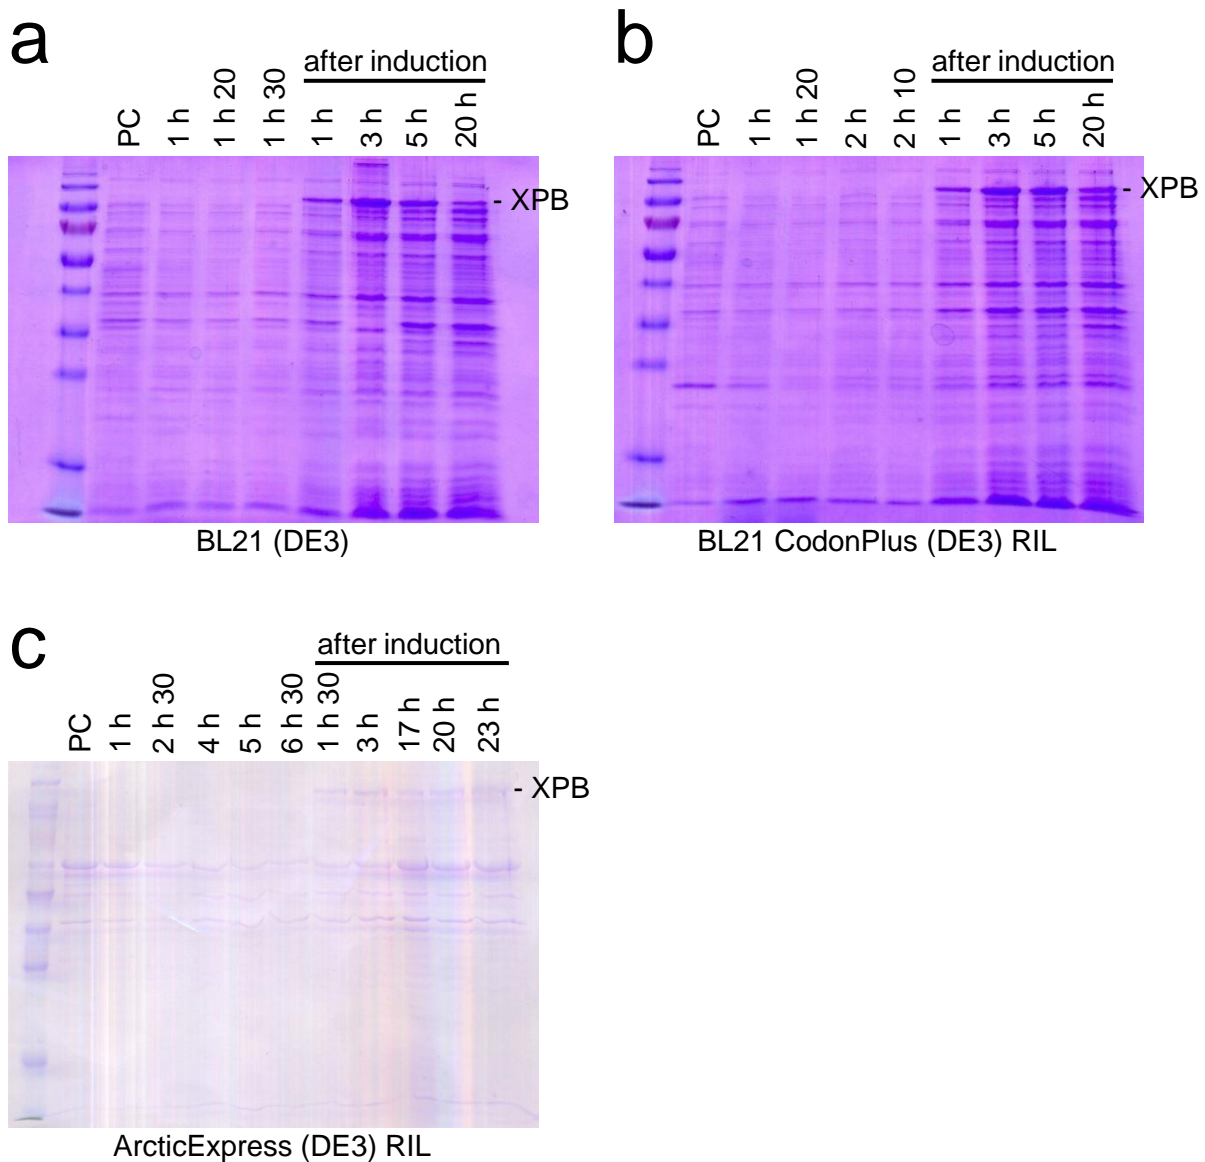 a
after induction
PC 1 h 1 h 20 1 h 30 1 h 3 h 5 h 20 h
- XPB
BL21 (DE3)
b
after induction
PC 1 h 1 h 20 2 h 2 h 10 1 h 3 h 5 h 20 h
- XPB
BL21 CodonPlus (DE3) RIL
c
after induction
PC 1 h 2 h 30 4 h 5 h 6 h 30 1 h 30 3 h 17 h 20 h 23 h
- XPB
ArcticExpress (DE3) RIL